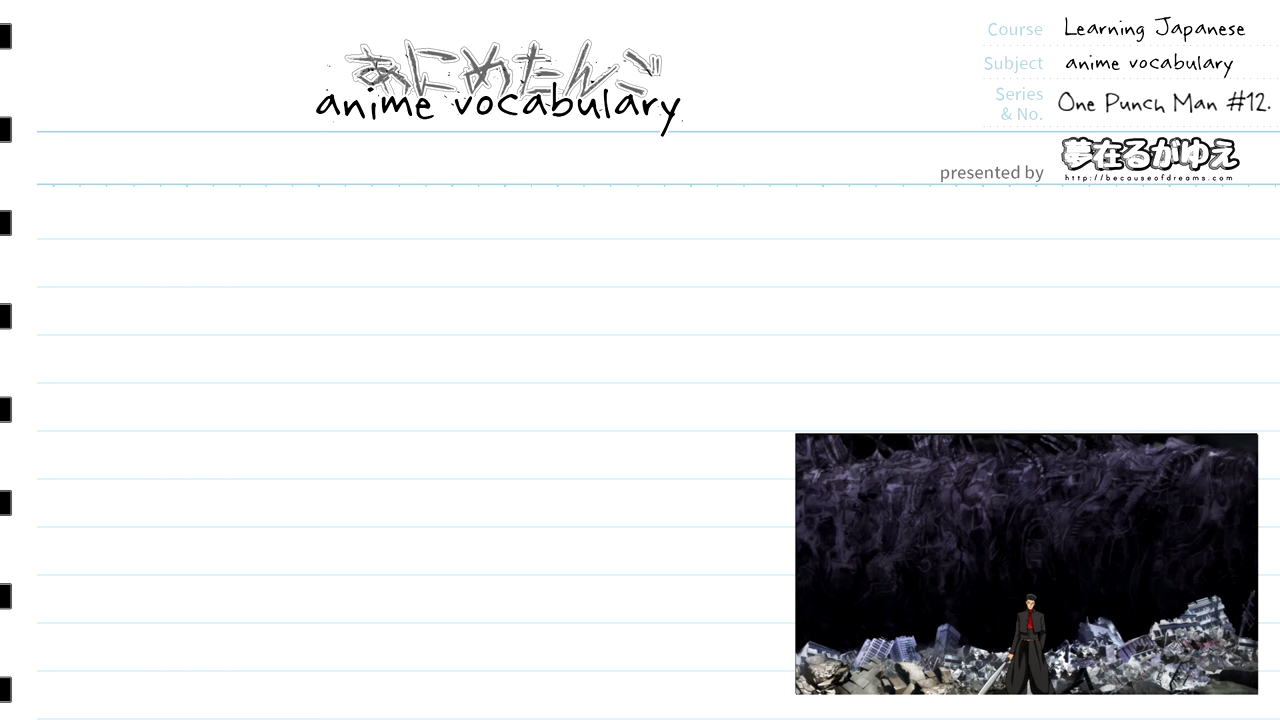 あにめたんご
anime vocabulary
Course Learning Japanese
Subject anime vocabulary
Series
& No. One Punch Man #12.
presented by 夢在るがゆえ
http://becauseofdreams.com